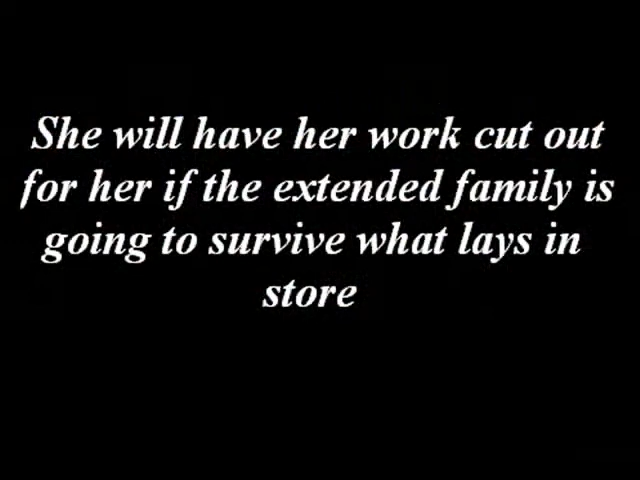 She will have her work cut out
for her if the extended family is
going to survive what lays in
store